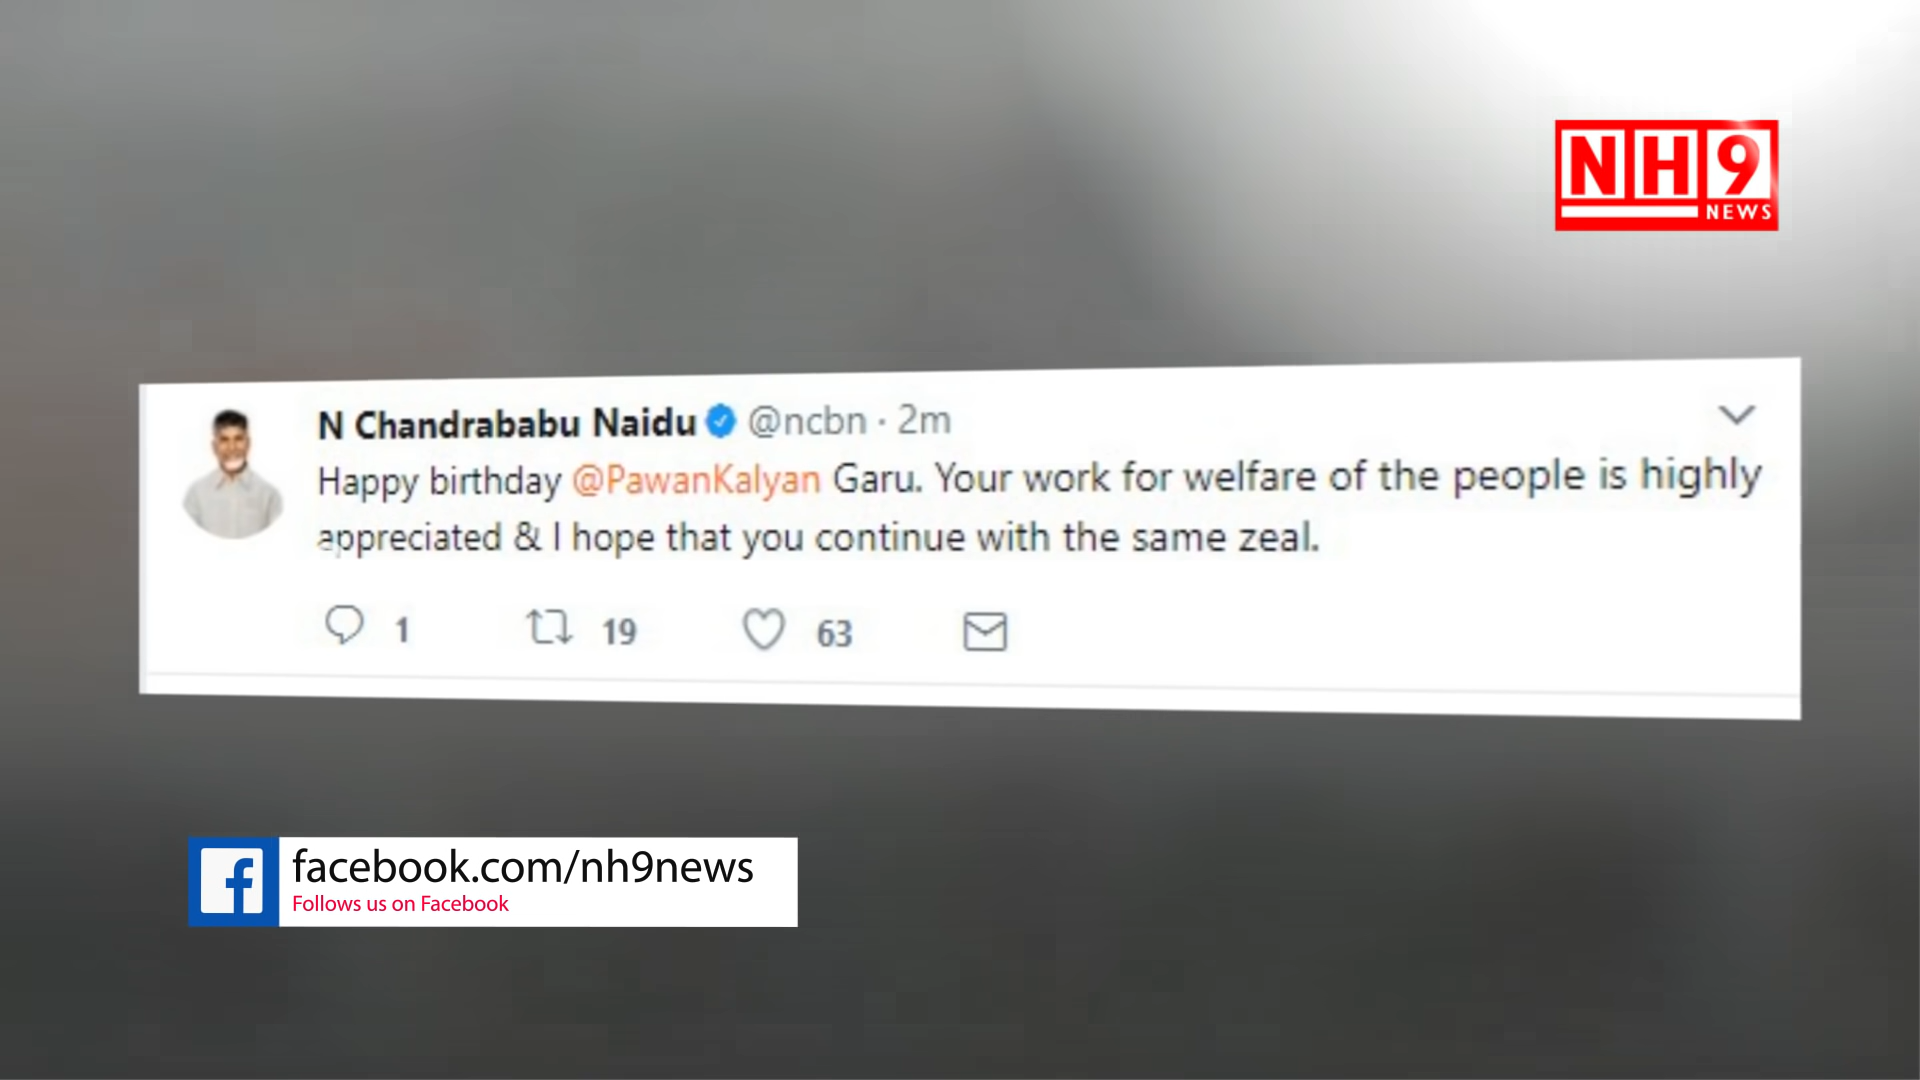 NH9
NEWS
N Chandrababu Naidu @ncbn · 2m
Happy birthday @PawanKalyan Garu. Your work for welfare of the people is highly
appreciated & I hope that you continue with the same zeal.
1 19 63
facebook.com/nh9news
Follows us on Facebook